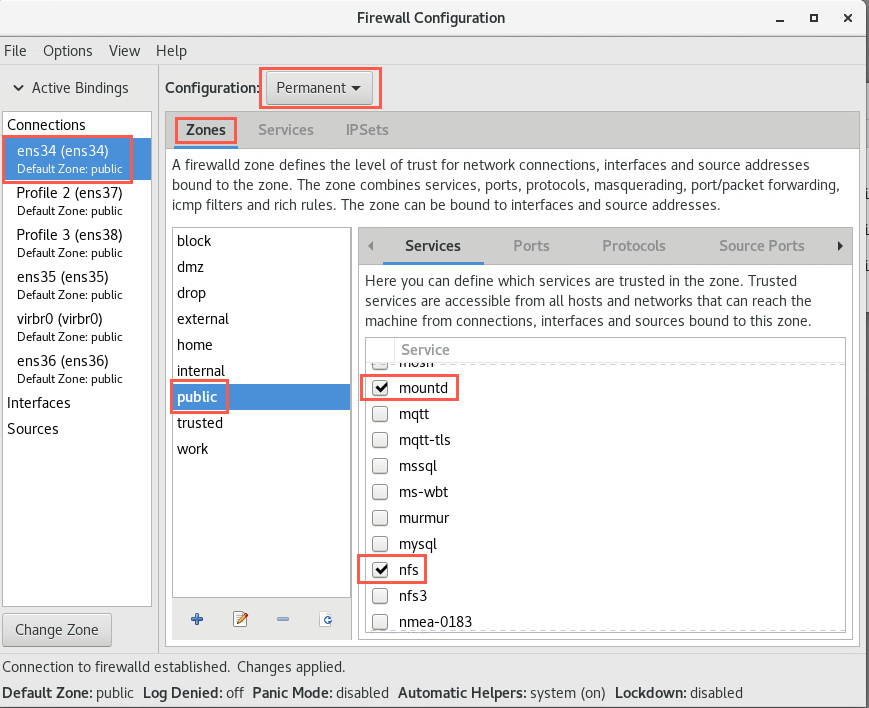 Firewall Configuration
File Options View Help
Active Bindings
Configuration: Permanent
Connections
ens34 (ens34)
Default Zone: public
Profile 2 (ens37)
Default Zone: public
Profile 3 (ens38)
Default Zone: public
ens35 (ens35)
Default Zone: public
virbr0 (virbr0)
Default Zone: public
ens36 (ens36)
Default Zone: public
Interfaces
Sources
Change Zone
Zones Services IPSets
A firewalld zone defines the level of trust for network connections, interfaces and source addresses
bound to the zone. The zone combines services, ports, protocols, masquerading, port/packet forwarding,
icmp filters and rich rules. The zone can be bound to interfaces and source addresses.
block
dmz
drop
external
home
internal
public
trusted
work
Services Ports Protocols Source Ports
Here you can define which services are trusted in the zone. Trusted
services are accessible from all hosts and networks that can reach the
machine from connections, interfaces and sources bound to this zone.
Service
mosh
mountd
mqtt
mqtt-tls
mssql
ms-wbt
murmur
mysql
nfs
nfs3
nmea-0183
Connection to firewalld established. Changes applied.
Default Zone: public Log Denied: off Panic Mode: disabled Automatic Helpers: system (on) Lockdown: disabled